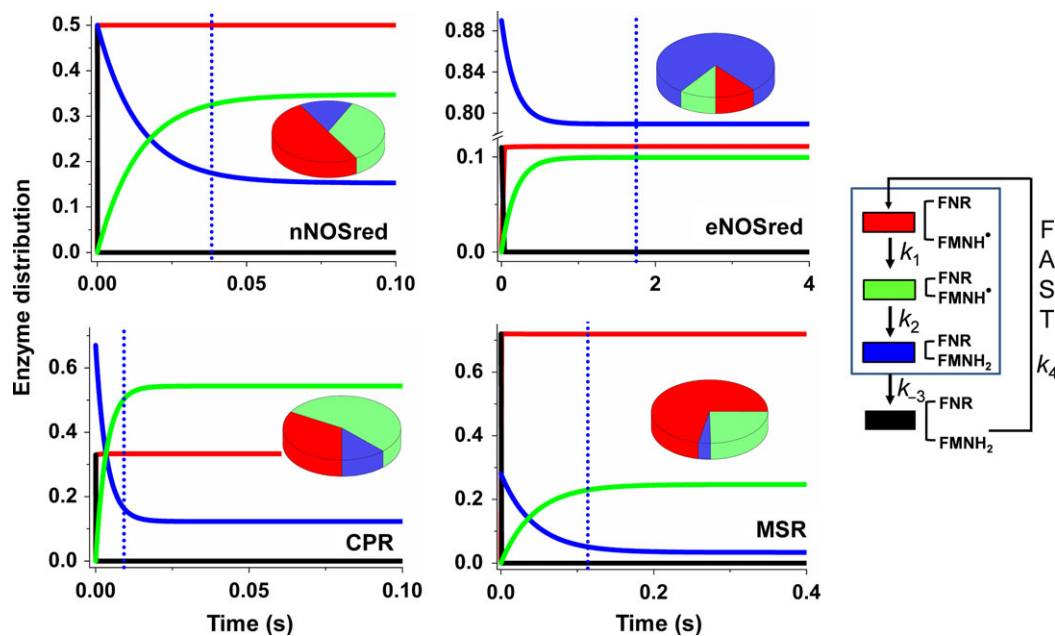 Enzyme distribution
0.5
0.4
0.3
0.2
0.1
0.0
nNOSred
0.00
0.05
0.10
0.88
0.84
0.80
0.1
0.0
eNOSred
0
2
4
0.6
0.4
0.2
0.0
CPR
0.00
0.05
0.10
Time (s)
0.6
0.4
0.2
0.0
MSR
0.0
0.2
0.4
Time (s)
FNR
FMNH•
k1
FNR
FMNH•
k2
FNR
FMNH2
k-3
FNR
FMNH2
FAST
k4